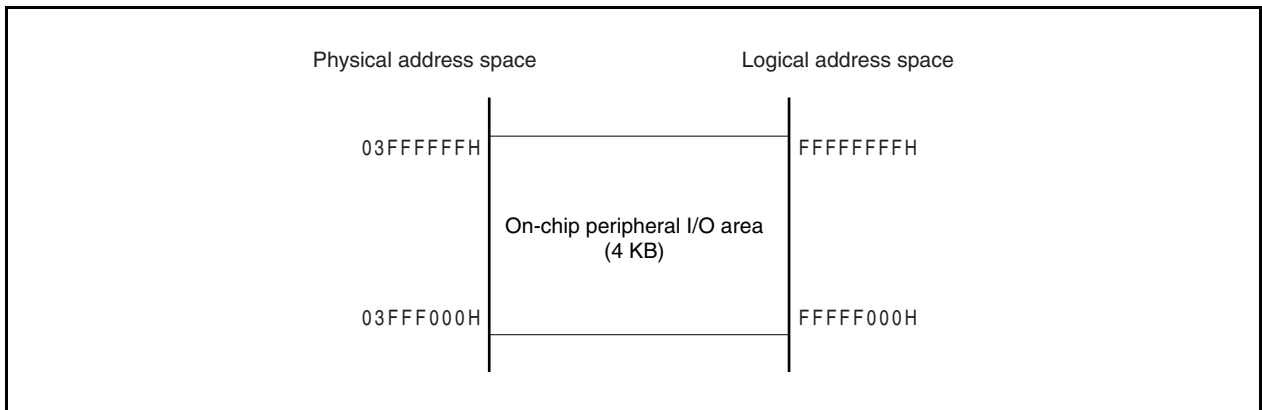 Physical address space
Logical address space
03FFFFFFH
FFFFFFFFH
On-chip peripheral I/O area
(4 KB)
03FFF000H
FFFFF000H